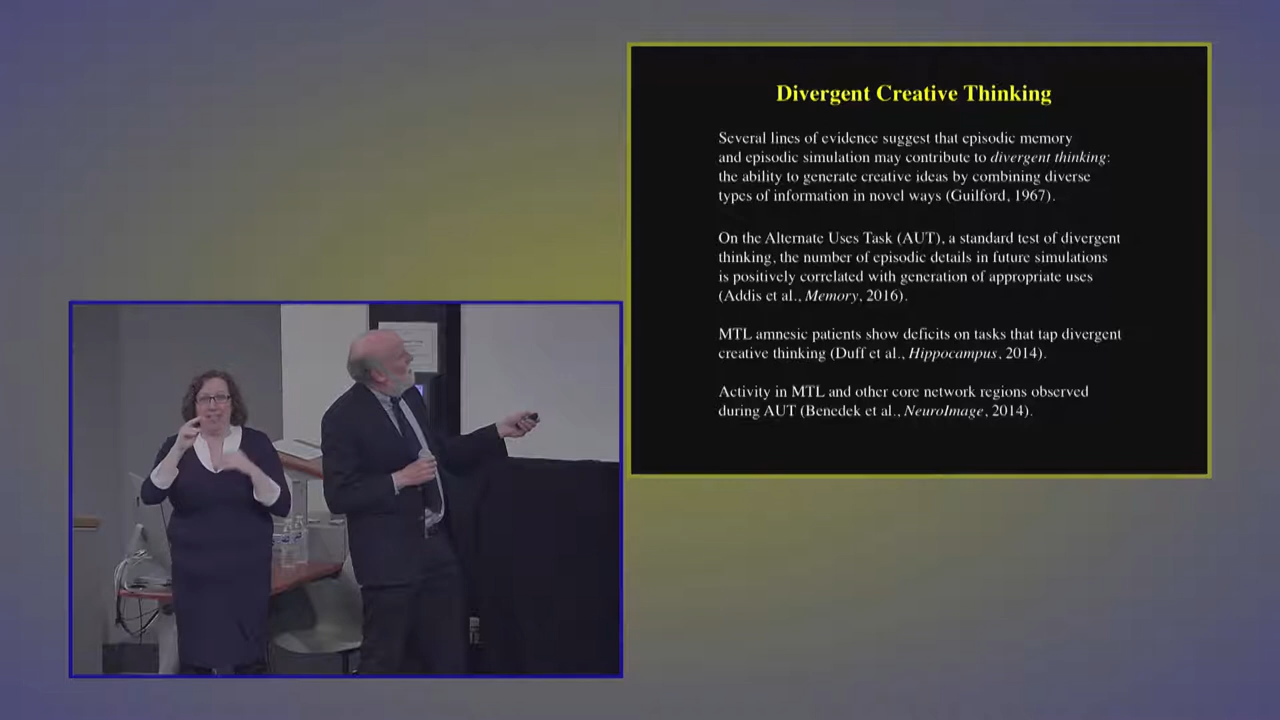 Divergent Creative Thinking
Several lines of evidence suggest that episodic memory
and episodic simulation may contribute to divergent thinking:
the ability to generate creative ideas by combining diverse
types of information in novel ways (Guilford, 1967).
On the Alternate Uses Task (AUT), a standard test of divergent
thinking, the number of episodic details in future simulations
is positively correlated with generation of appropriate uses
(Addis et al., Memory, 2016).
MTL amnesic patients show deficits on tasks that tap divergent
creative thinking (Duff et al., Hippocampus, 2014).
Activity in MTL and other core network regions observed
during AUT (Benedek et al., NeuroImage, 2014).